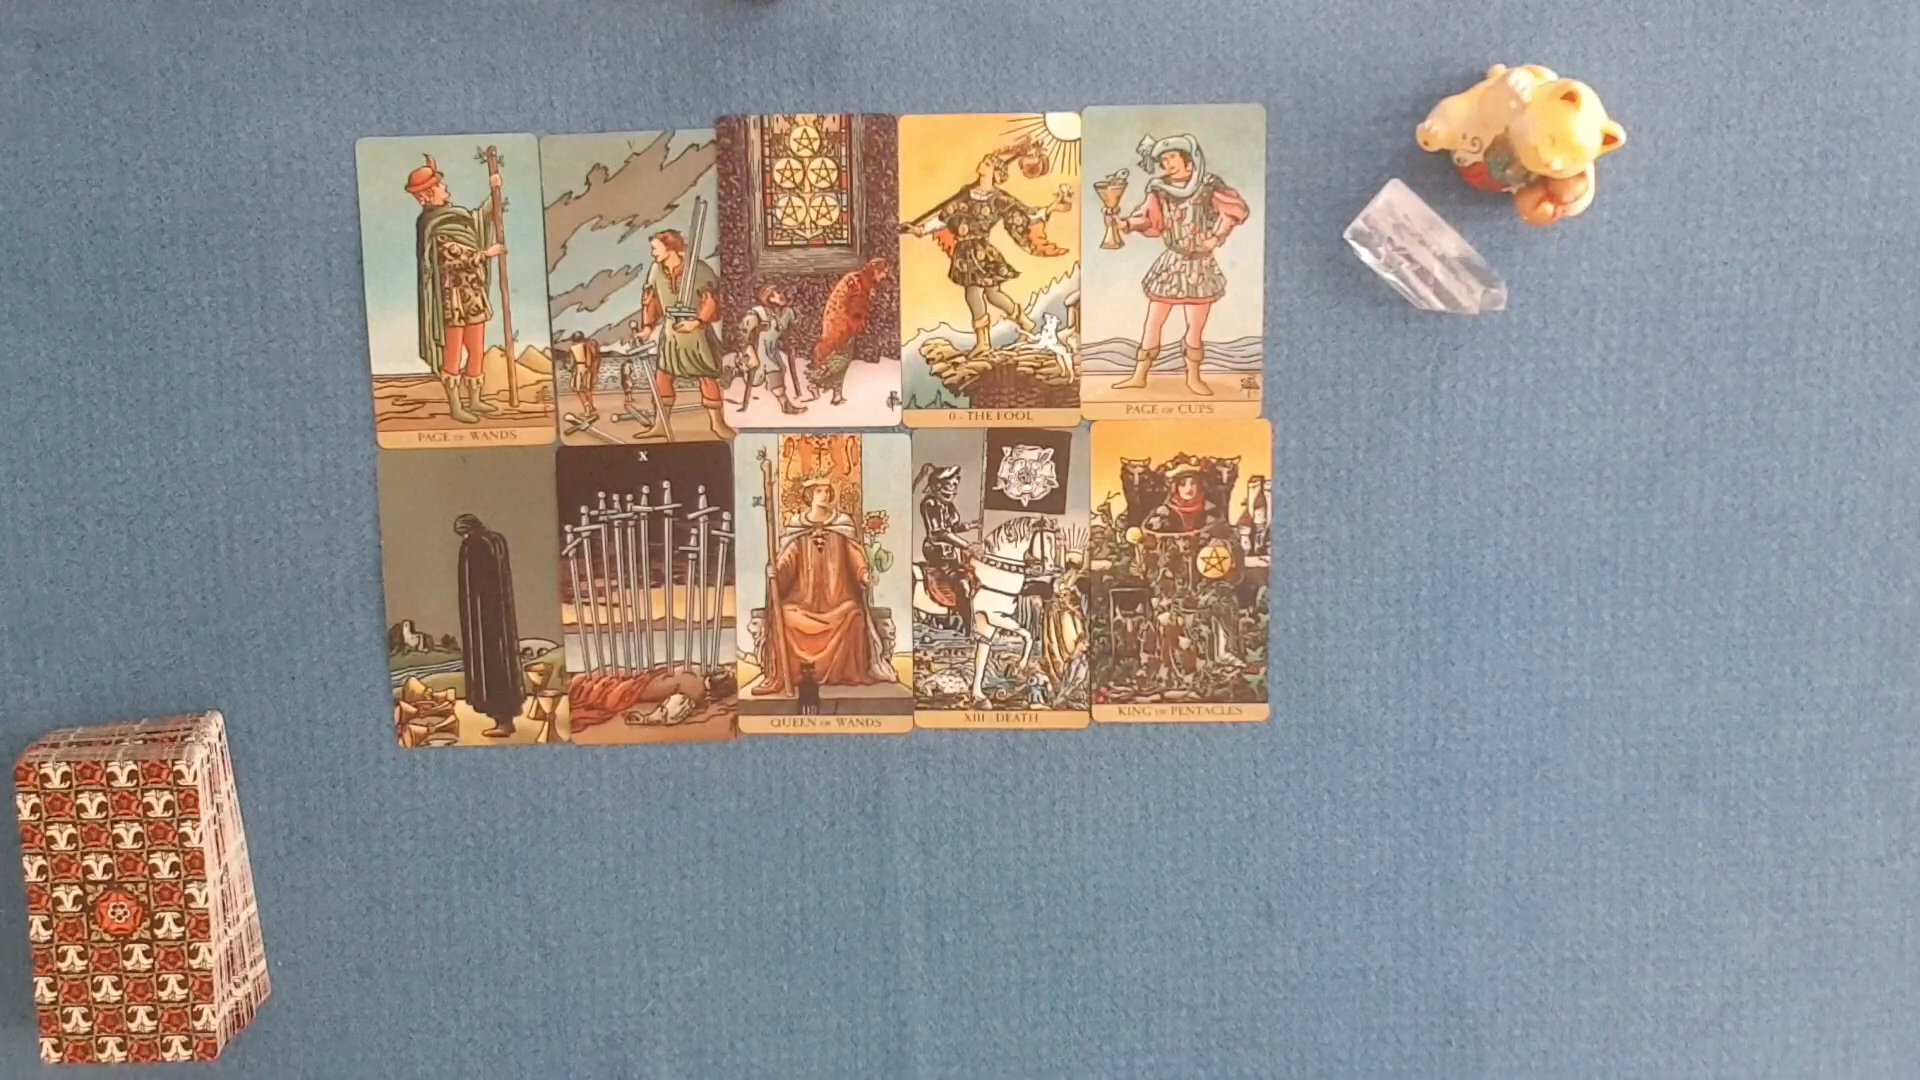 PAGE OF WANDS
0 - THE FOOL
PAGE OF CUPS
X
QUEEN OF WANDS
XIII - DEATH
KING OF PENTACLES